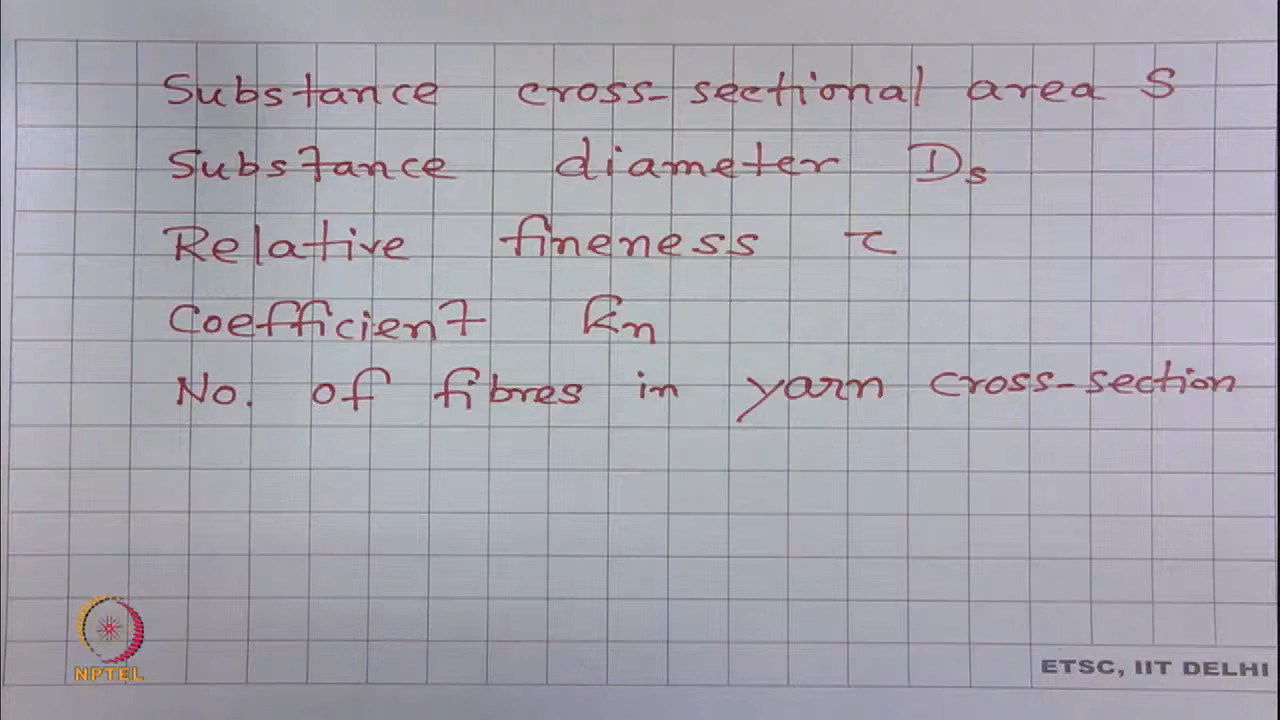 Substance cross-sectional area S
Substance diameter Ds
Relative fineness τ
Coefficient kn
No. of fibres in yarn cross-section
NPTEL
ETSC, IIT DELHI